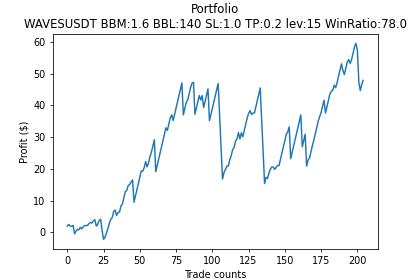 Portfolio
WAVESUSDT BBM:1.6 BBL:140 SL:1.0 TP:0.2 lev:15 WinRatio:78.0
60
50
40
30
20
10
0
Profit ($)
0 25 50 75 100 125 150 175 200
Trade counts